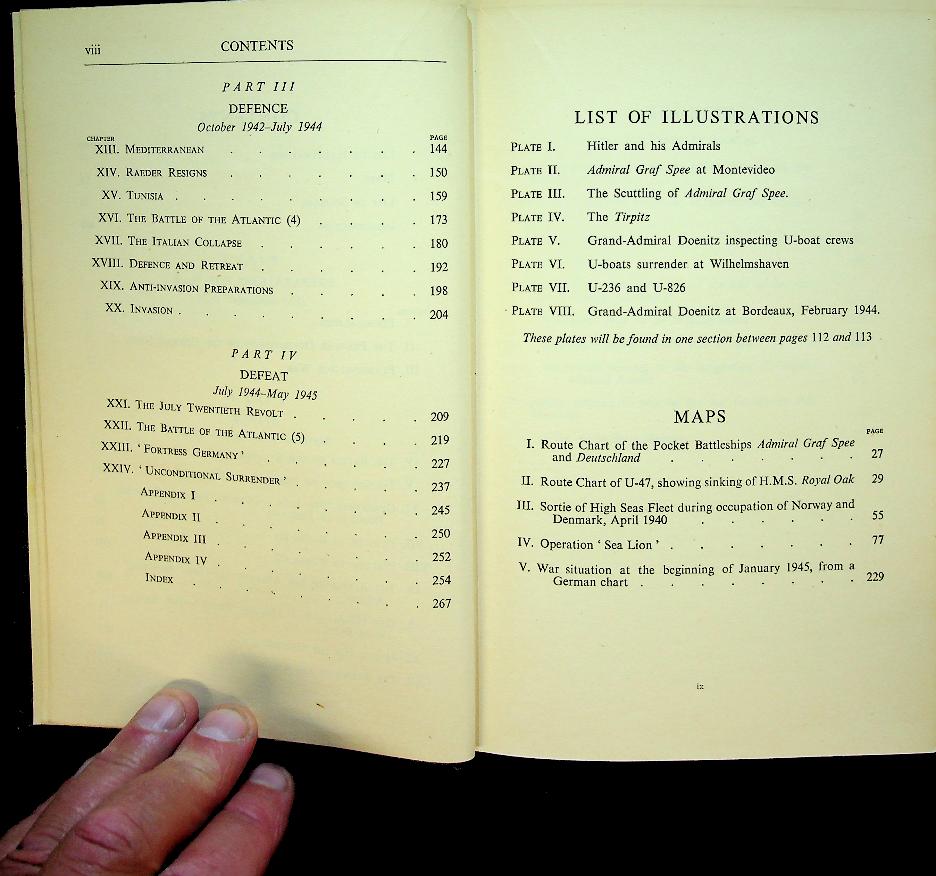 viii CONTENTS
PART III
DEFENCE
October 1942–July 1944
CHAPTER PAGE
XIII. MEDITERRANEAN . . . . . . . 144
XIV. RAEDER RESIGNS . . . . . . . 150
XV. TUNISIA . . . . . . . . 159
XVI. THE BATTLE OF THE ATLANTIC (4) . . . . 173
XVII. THE ITALIAN COLLAPSE . . . . . . 180
XVIII. DEFENCE AND RETREAT . . . . . . 192
XIX. ANTI-INVASION PREPARATIONS . . . . . 198
XX. INVASION . . . . . . . . 204
PART IV
DEFEAT
July 1944–May 1945
XXI. THE JULY TWENTIETH REVOLT . . . . . 209
XXII. THE BATTLE OF THE ATLANTIC (5) . . . . 219
XXIII. ‘ FORTRESS GERMANY ’ . . . . . . 227
XXIV. ‘ UNCONDITIONAL SURRENDER ’ . . . . . 237
APPENDIX I . . . . . . . 245
APPENDIX II . . . . . . . 250
APPENDIX III . . . . . . . 252
APPENDIX IV . . . . . . . 254
INDEX . . . . . . . . 267
LIST OF ILLUSTRATIONS
PLATE I. Hitler and his Admirals
PLATE II. Admiral Graf Spee at Montevideo
PLATE III. The Scuttling of Admiral Graf Spee.
PLATE IV. The Tirpitz
PLATE V. Grand-Admiral Doenitz inspecting U-boat crews
PLATE VI. U-boats surrender at Wilhelmshaven
PLATE VII. U-236 and U-826
PLATE VIII. Grand-Admiral Doenitz at Bordeaux, February 1944.
These plates will be found in one section between pages 112 and 113
MAPS
PAGE
I. Route Chart of the Pocket Battleships Admiral Graf Spee
and Deutschland . . . . . . . 27
II. Route Chart of U-47, showing sinking of H.M.S. Royal Oak 29
III. Sortie of High Seas Fleet during occupation of Norway and
Denmark, April 1940 . . . . . . 55
IV. Operation ‘ Sea Lion ’ . . . . . . . 77
V. War situation at the beginning of January 1945, from a
German chart . . . . . . . . 229
ix